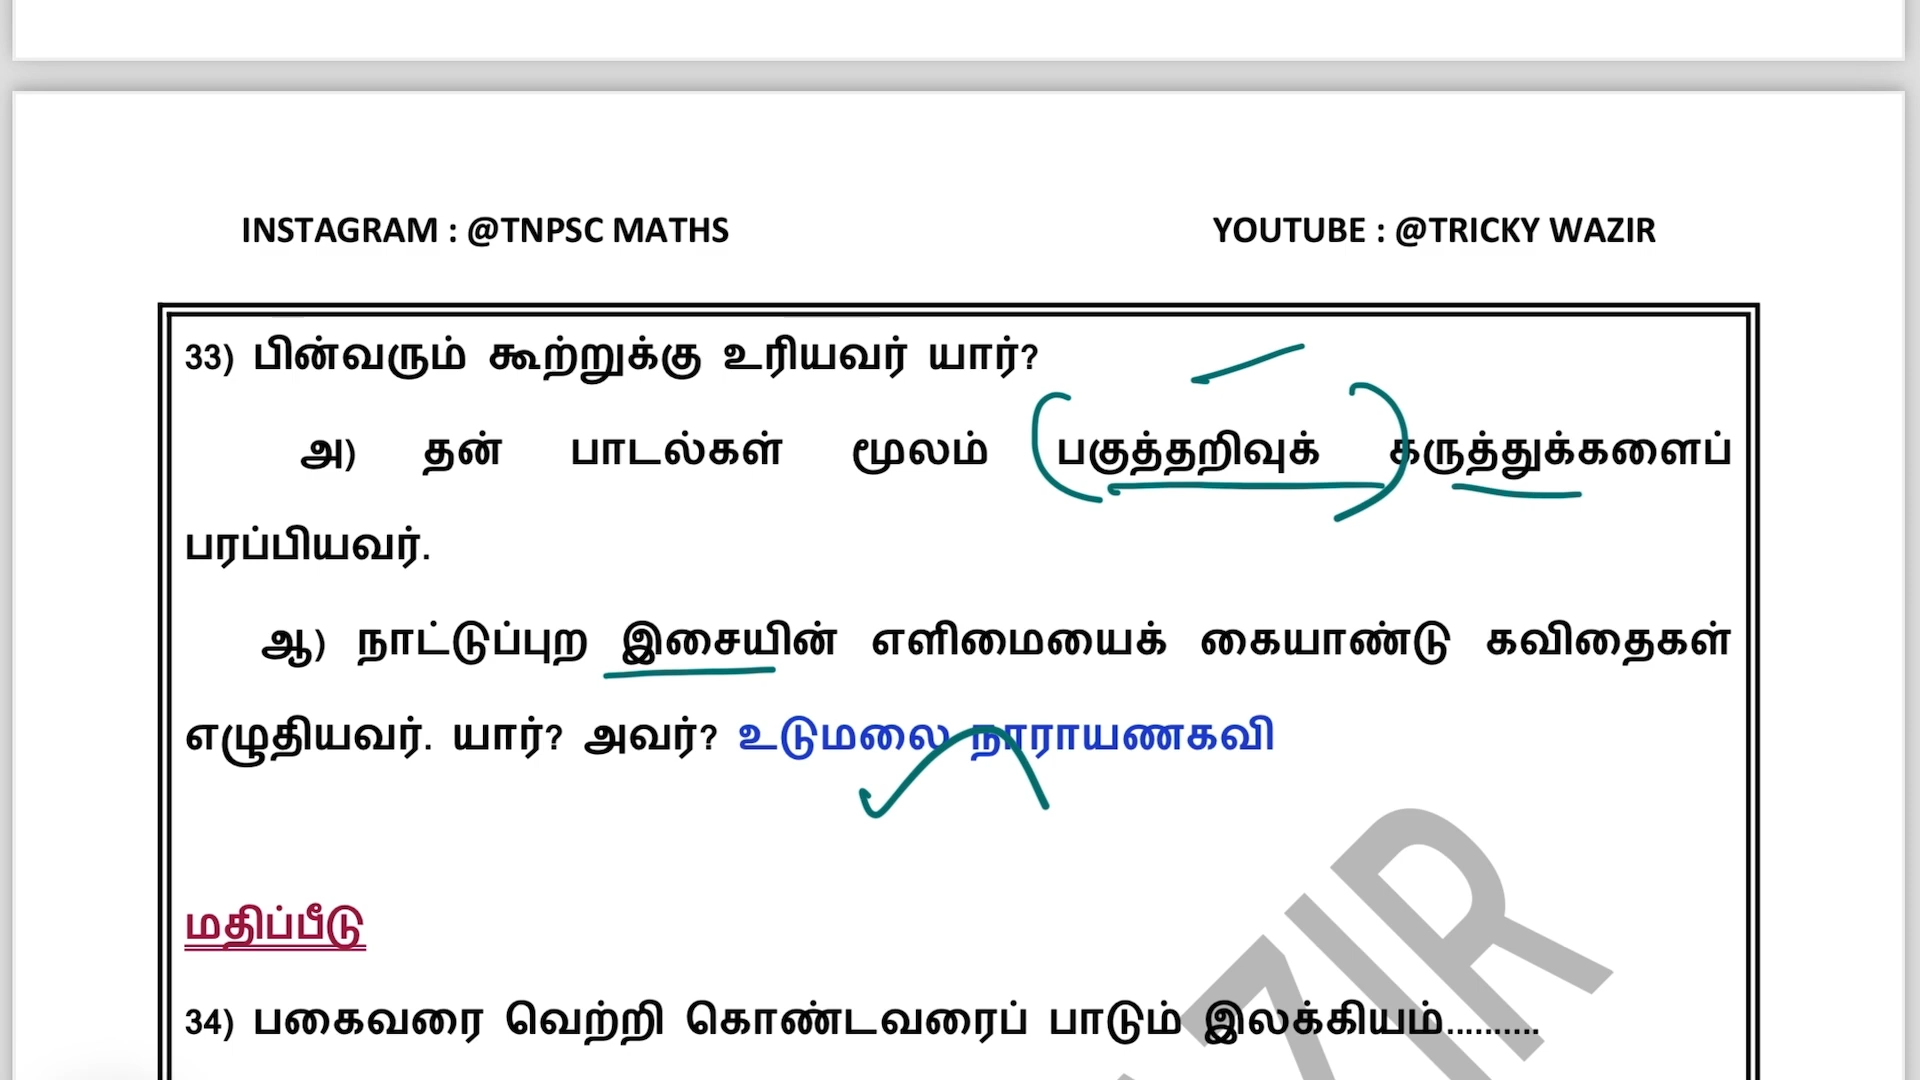 INSTAGRAM : @TNPSC MATHS YOUTUBE : @TRICKY WAZIR
33) பின்வரும் கூற்றுக்கு உரியவர் யார்?
அ) தன் பாடல்கள் மூலம் பகுத்தறிவுக் கருத்துக்களைப்
பரப்பியவர்.
ஆ) நாட்டுப்புற இசையின் எளிமையைக் கையாண்டு கவிதைகள்
எழுதியவர். யார்? அவர்? உடுமலை நாராயணகவி
மதிப்பீடு
34) பகைவரை வெற்றி கொண்டவரைப் பாடும் இலக்கியம்..........
ZIR